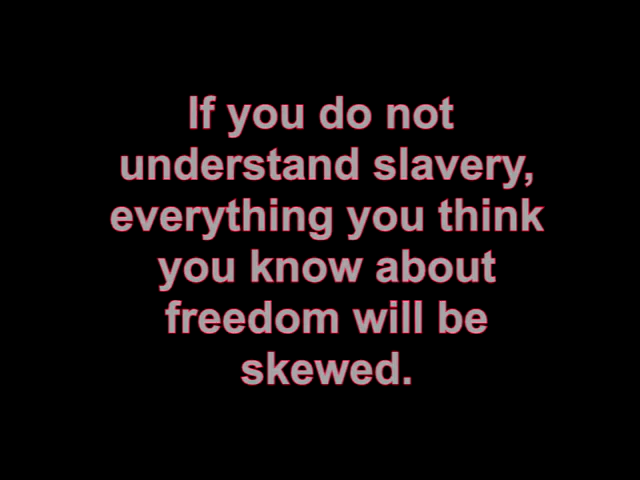 If you do not
understand slavery,
everything you think
you know about
freedom will be
skewed.